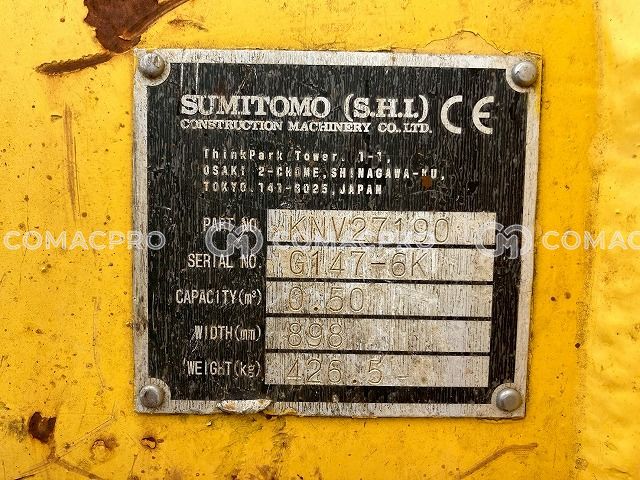 SUMITOMO (S.H.I.) CE
CONSTRUCTION MACHINERY CO., LTD.
ThinkPark Tower, 1-1,
OSAKI 2-CHOME, SHINAGAWA-KU,
TOKYO, 141-6025, JAPAN
PART NO. KNV27190
COMACPRO COMACPRO COMACPRO
SERIAL NO. G147-6K
CAPACITY(m³) 0.50
WIDTH(mm) 898
WEIGHT(kg) 426.5